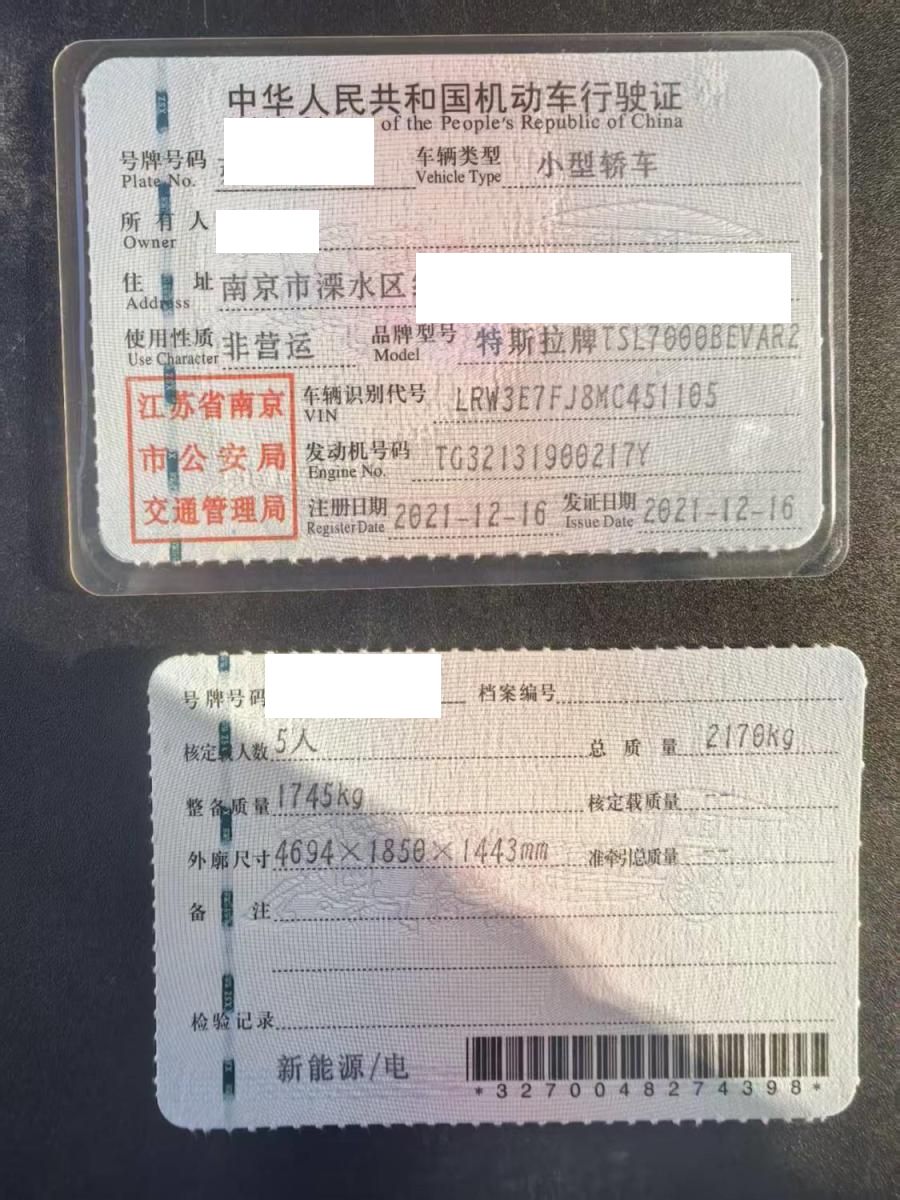 中华人民共和国机动车行驶证
of the People's Republic of China
号牌号码 车辆类型 小型轿车
Plate No. Vehicle Type
所有人
Owner
住址 南京市溧水区
Address
使用性质 非营运 品牌型号 特斯拉牌TSL7000BEVAR2
Use Character Model
江苏省南京
市公安局
交通管理局
车辆识别代号 LRW3E7FJ8MC451105
VIN
发动机号码 TG32131900217Y
Engine No.
注册日期 2021-12-16 发证日期 2021-12-16
Register Date Issue Date
号牌号码 档案编号
核定载人数 5人 总质量 2170kg
整备质量 1745kg 核定载质量 --
外廓尺寸 4694×1850×1443mm 准牵引总质量 --
备注
检验记录
新能源/电
*3270048274398*